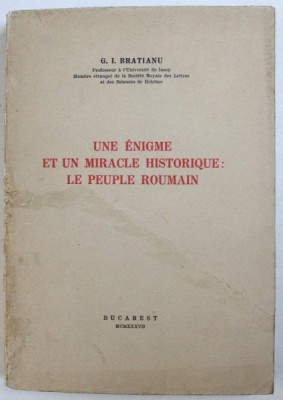 G. I. BRATIANU
Professeur à l'Université de Iassy
Membre étranger de la Société Royale des Lettres
et des Sciences de Bohême
UNE ÉNIGME
ET UN MIRACLE HISTORIQUE:
LE PEUPLE ROUMAIN
BUCAREST
MCMXXXVII